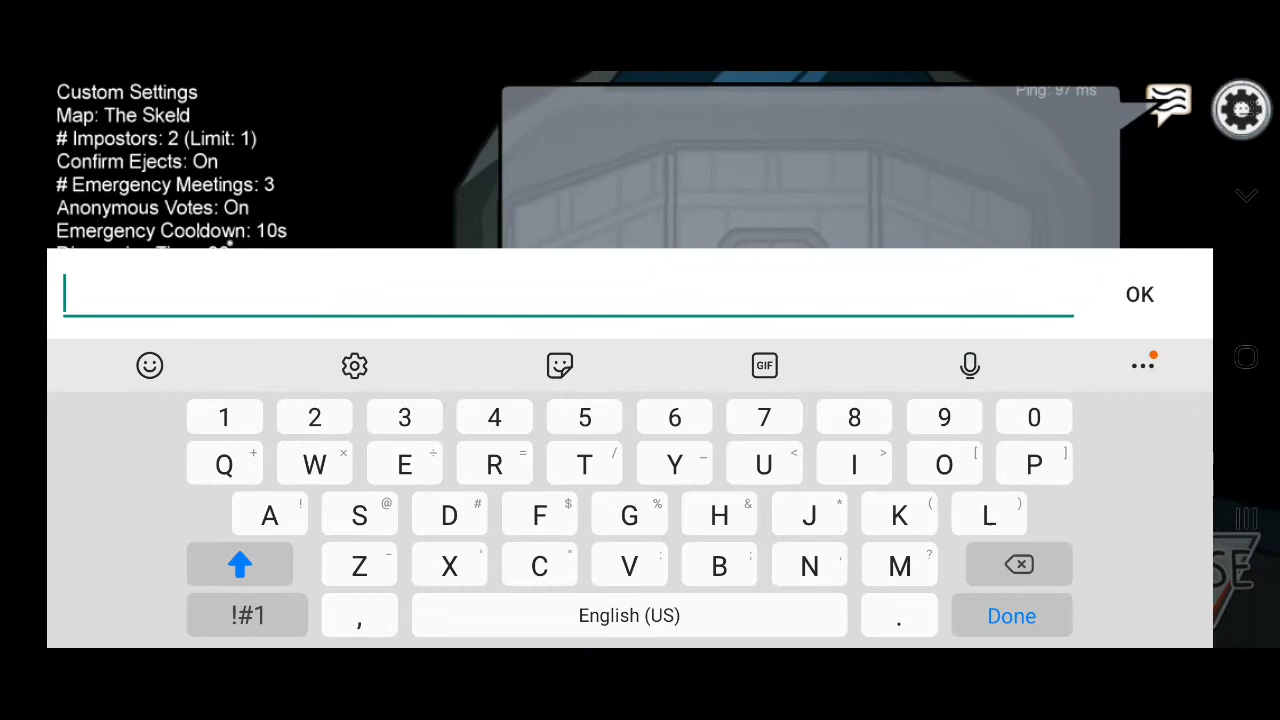 Custom Settings
Map: The Skeld
# Impostors: 2 (Limit: 1)
Confirm Ejects: On
# Emergency Meetings: 3
Anonymous Votes: On
Emergency Cooldown: 10s
Ping: 97 ms
OK
GIF
1 2 3 4 5 6 7 8 9 0
Q + W × E ÷ R = T / Y _ U < I > O [ P ]
A ! S @ D # F $ G % H & J * K ( L )
Z - X ' C " V : B ; N , M ?
!#1 , English (US) . Done